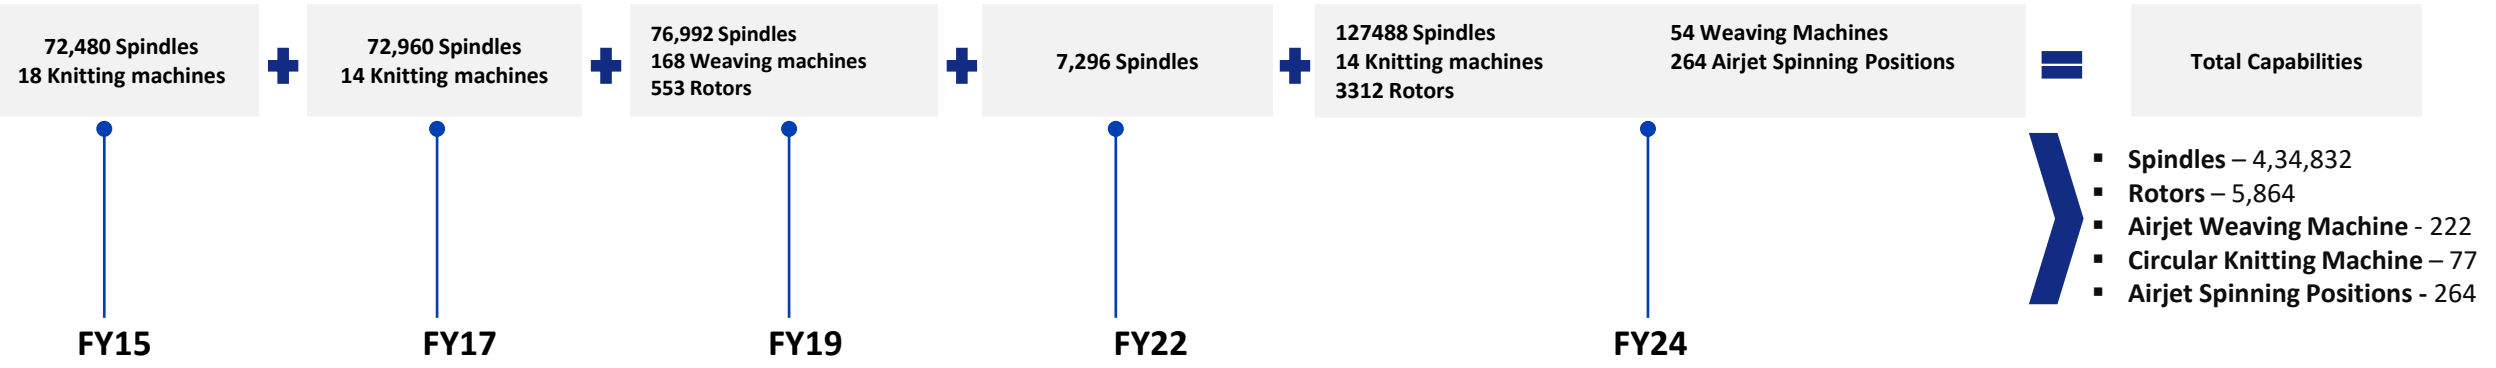 72,480 Spindles
18 Knitting machines
72,960 Spindles
14 Knitting machines
76,992 Spindles
168 Weaving machines
553 Rotors
7,296 Spindles
127488 Spindles
14 Knitting machines
3312 Rotors
54 Weaving Machines
264 Airjet Spinning Positions
Total Capabilities
▪ Spindles – 4,34,832
▪ Rotors – 5,864
▪ Airjet Weaving Machine - 222
▪ Circular Knitting Machine – 77
▪ Airjet Spinning Positions - 264
FY15
FY17
FY19
FY22
FY24